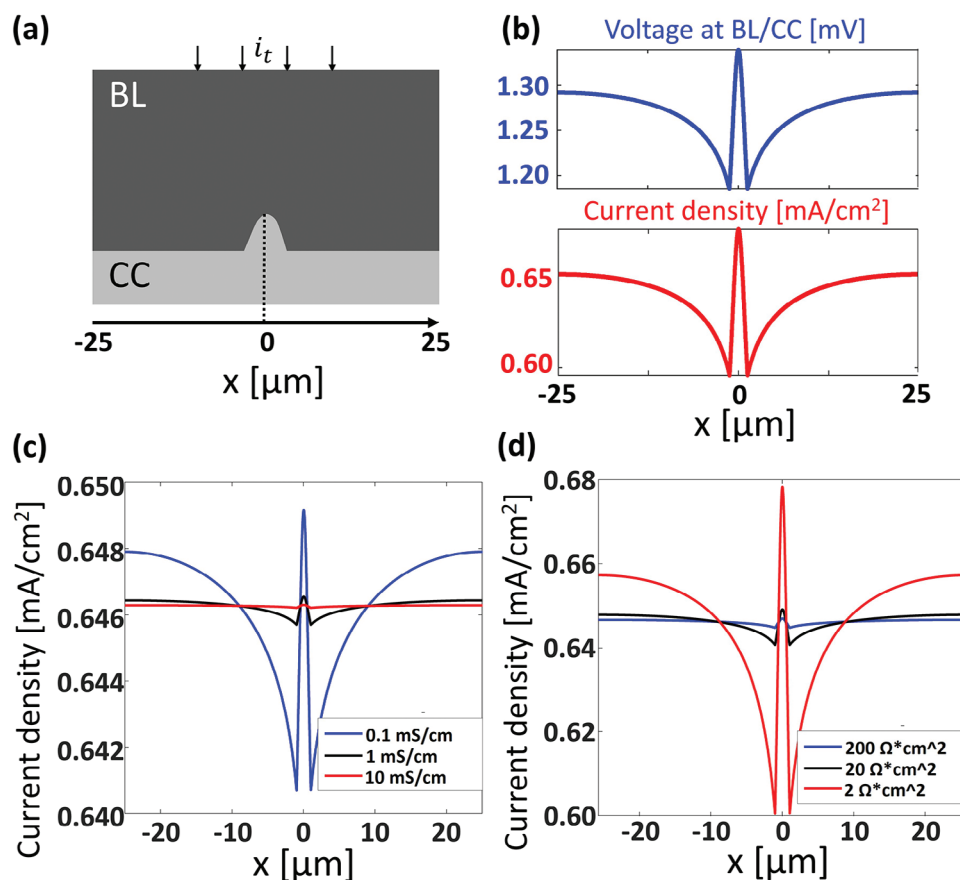 (a)
i_t
BL
CC
-25 0 25
x [μm]
(b)
Voltage at BL/CC [mV]
1.30
1.25
1.20
Current density [mA/cm²]
0.65
0.60
-25 0 25
x [μm]
(c)
Current density [mA/cm²]
0.650
0.648
0.646
0.644
0.642
0.640
0.1 mS/cm
1 mS/cm
10 mS/cm
-20 -10 0 10 20
x [μm]
(d)
Current density [mA/cm²]
0.68
0.66
0.64
0.62
0.60
200 Ω*cm^2
20 Ω*cm^2
2 Ω*cm^2
-20 -10 0 10 20
x [μm]